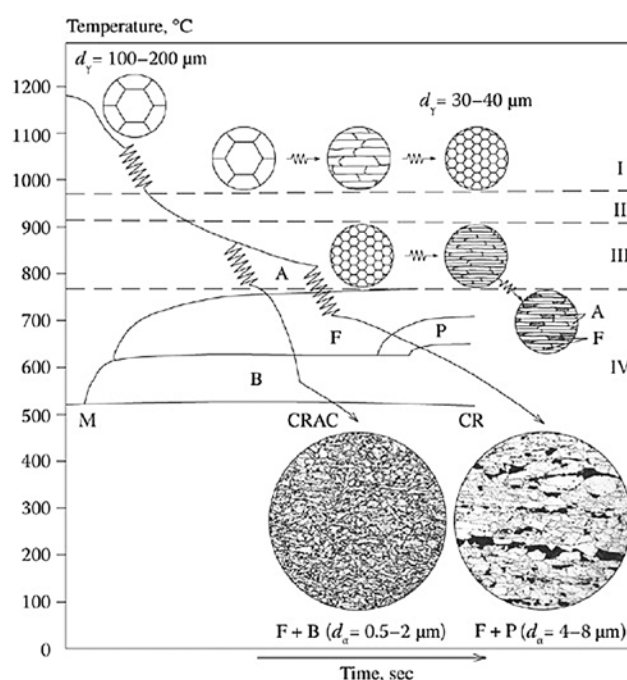 Temperature, °C
dγ = 100–200 μm
dγ = 30–40 μm
1200
1100
1000
900
800
700
600
500
400
300
200
100
0
I
II
III
IV
A
A
F
F
P
B
M
CRAC
CR
F + B (dα = 0.5–2 μm)
F + P (dα = 4–8 μm)
Time, sec